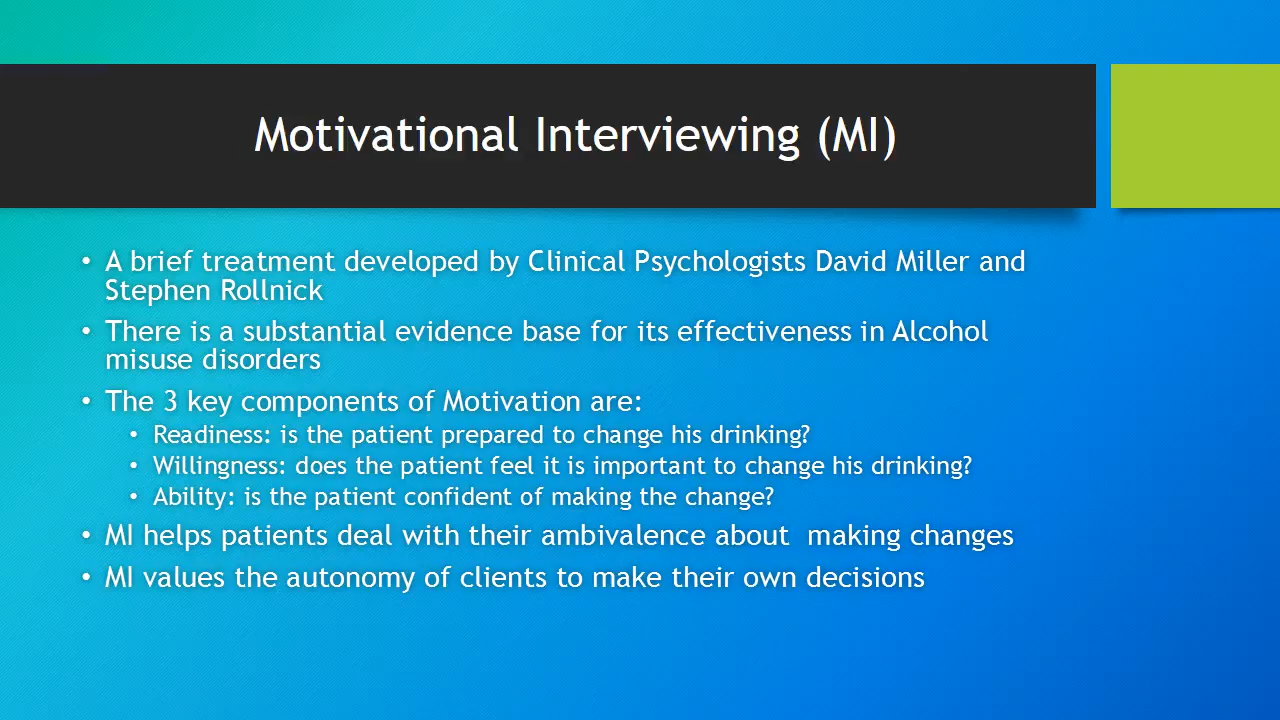 Motivational Interviewing (MI)
• A brief treatment developed by Clinical Psychologists David Miller and
Stephen Rollnick
• There is a substantial evidence base for its effectiveness in Alcohol
misuse disorders
• The 3 key components of Motivation are:
• Readiness: is the patient prepared to change his drinking?
• Willingness: does the patient feel it is important to change his drinking?
• Ability: is the patient confident of making the change?
• MI helps patients deal with their ambivalence about  making changes
• MI values the autonomy of clients to make their own decisions